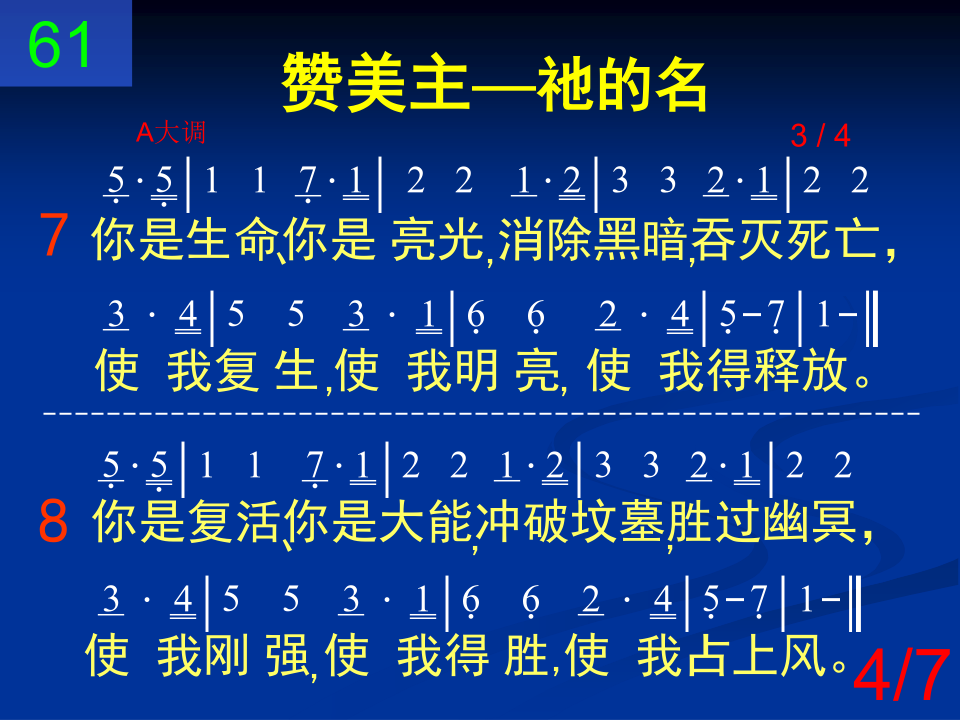 61
赞美主—祂的名
A大调
3 / 4
5 · 5 | 1 1 7 · 1 | 2 2 1 · 2 | 3 3 2 · 1 | 2 2
7 你是生命、你是 亮光,消除黑暗,吞灭死亡，
3 · 4 | 5 5 3 · 1 | 6 6 2 · 4 | 5-7 | 1-‖
使 我复 生,使 我明 亮, 使 我得释放。
5 · 5 | 1 1 7 · 1 | 2 2 1 · 2 | 3 3 2 · 1 | 2 2
8 你是复活、你是大能,冲破坟墓,胜过幽冥，
3 · 4 | 5 5 3 · 1 | 6 6 2 · 4 | 5-7 | 1-‖
使 我刚 强,使 我得 胜,使 我占上风。
4/7